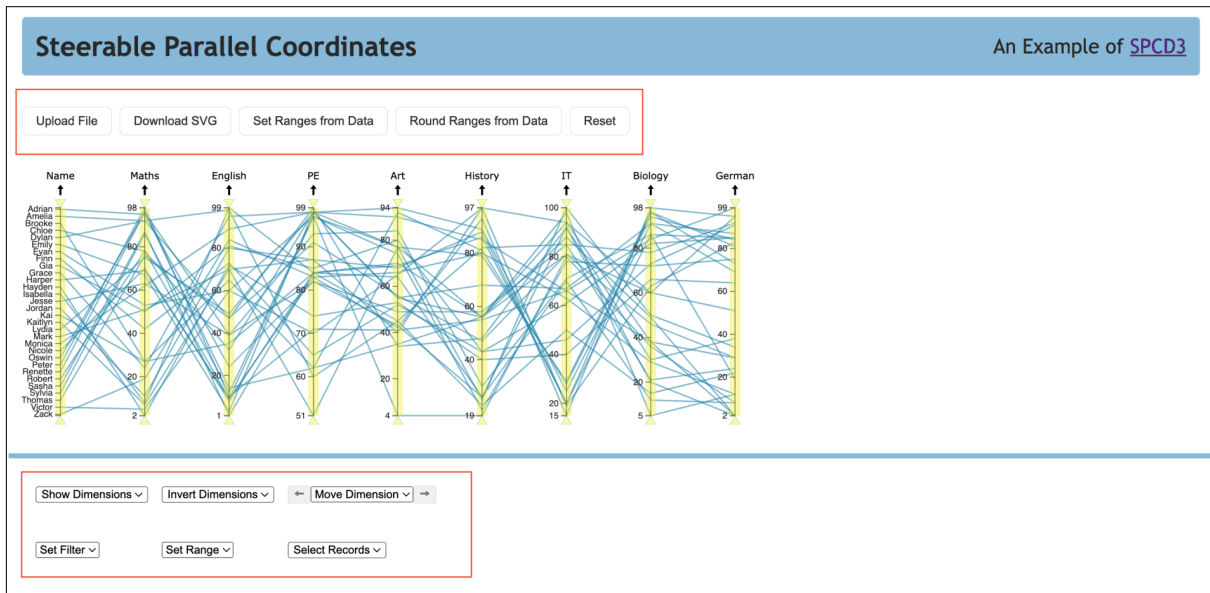 Steerable Parallel Coordinates An Example of SPCD3
Upload File Download SVG Set Ranges from Data Round Ranges from Data Reset
Name Maths English PE Art History IT Biology German
98 99 99 94 97 100 98 99
Adrian
Amelia
Brooke
Chloe
Dylan
Emily
Evan
Finn
Gia
Grace
Harper
Hayden
Isabella
Jesse
Jordan
Kai
Kaitlyn
Lydia
Mark
Monica
Nicole
Oswin
Peter
Renette
Robert
Sasha
Sylvia
Thomas
Victor
Zack
80 80 90 80 80 80 80 80
60 60 80 60 60 60 60 60
40 40 70 40 40 40 40 40
20 20 60 20 20 20 20
2 1 51 4 19 15 5 2
Show Dimensions Invert Dimensions ← Move Dimension →
Set Filter Set Range Select Records